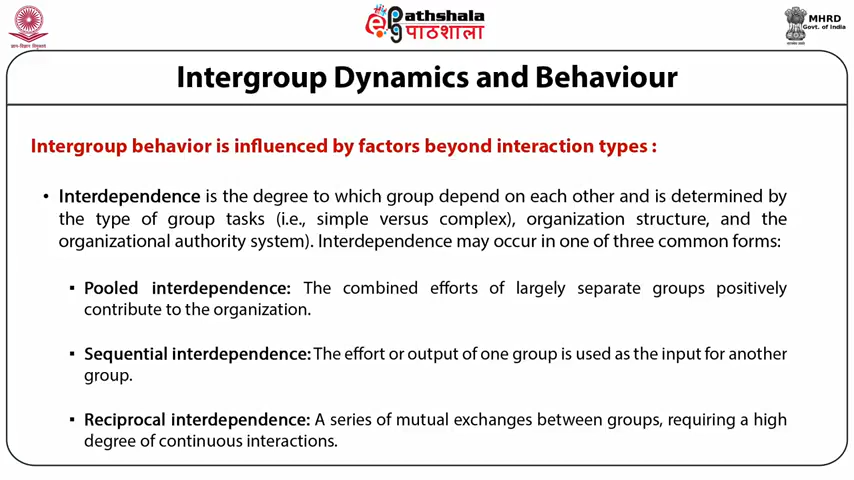 Pathshala
पाठशाला
MHRD
Govt. of India
Intergroup Dynamics and Behaviour
Intergroup behavior is influenced by factors beyond interaction types :
• Interdependence is the degree to which group depend on each other and is determined by
the type of group tasks (i.e., simple versus complex), organization structure, and the
organizational authority system). Interdependence may occur in one of three common forms:
▪ Pooled interdependence: The combined efforts of largely separate groups positively
contribute to the organization.
▪ Sequential interdependence: The effort or output of one group is used as the input for another
group.
▪ Reciprocal interdependence: A series of mutual exchanges between groups, requiring a high
degree of continuous interactions.